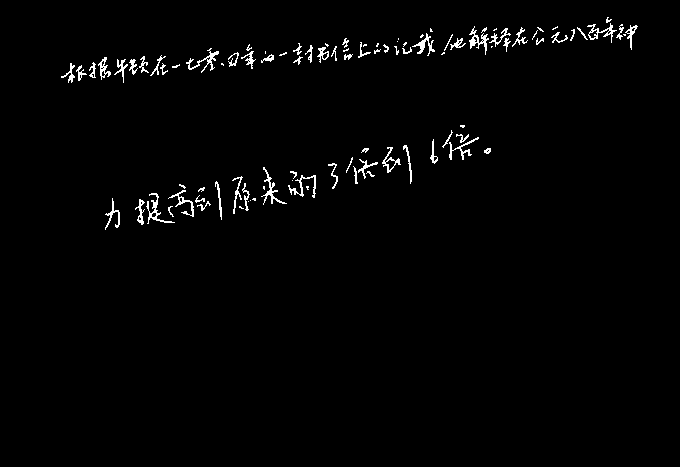 根据牛顿在一七零四年的一封书信上的记载,他解释在公元八百年神
力提高到原来的3倍到6倍。